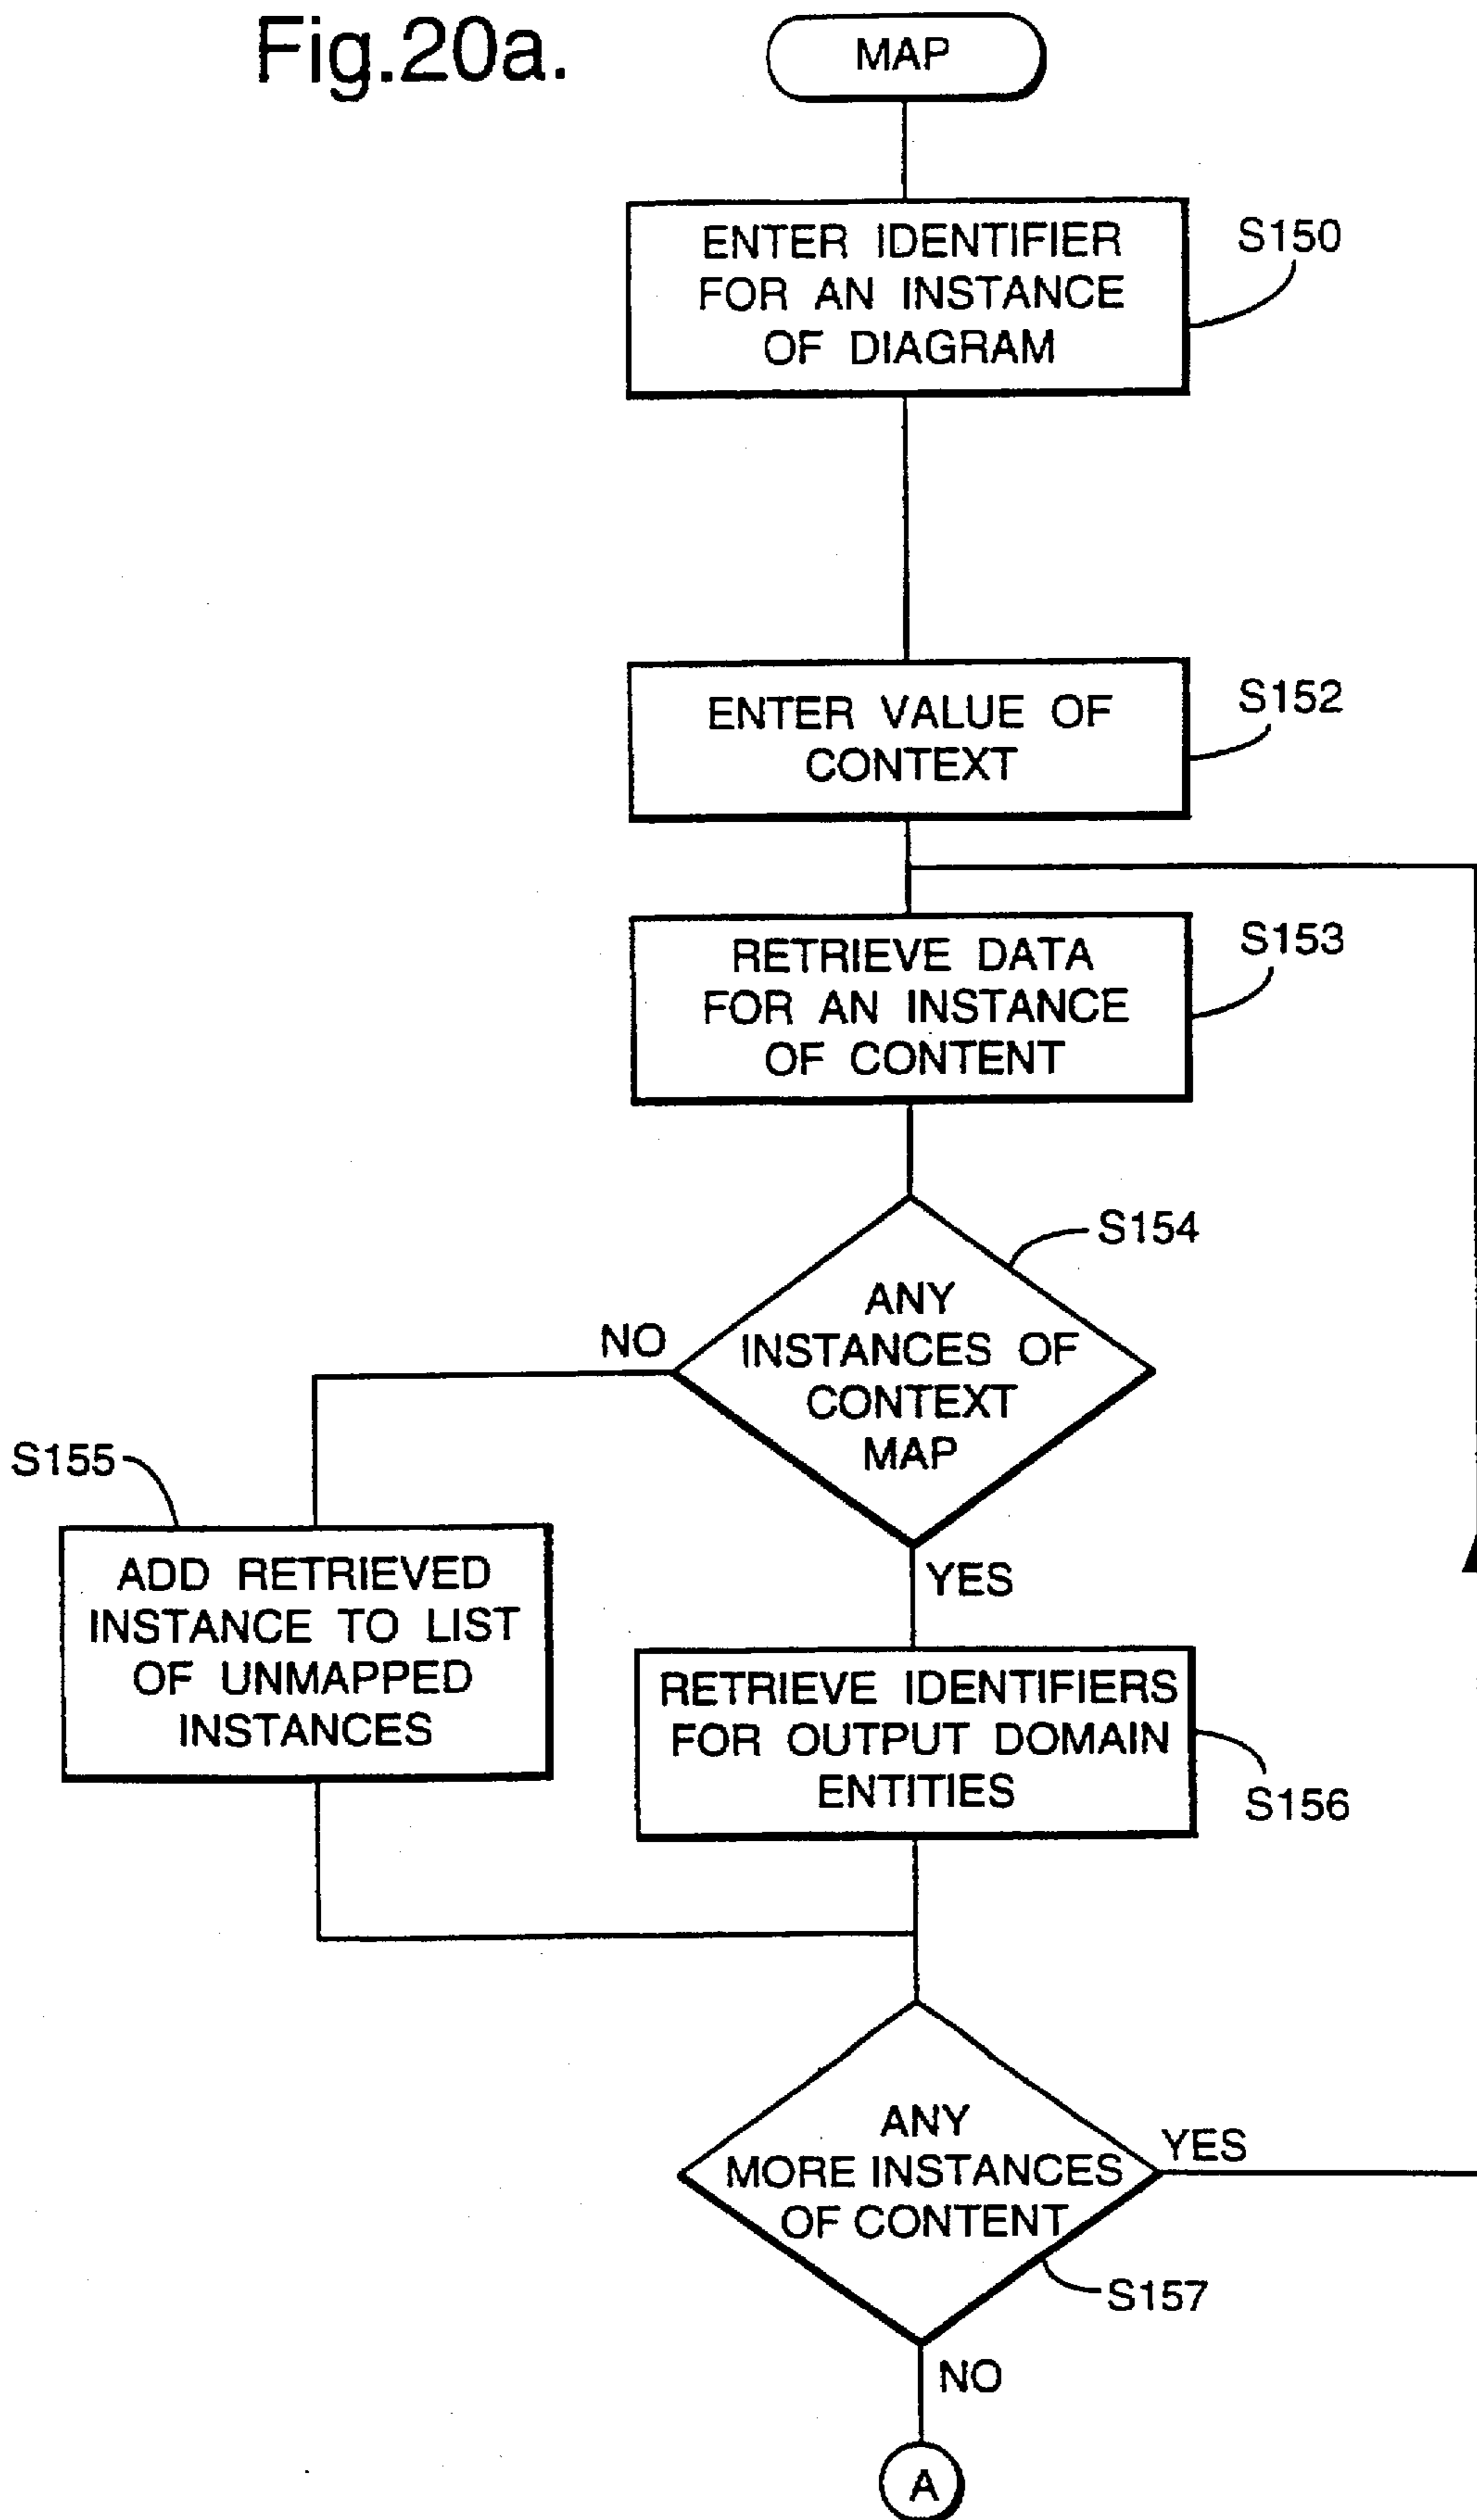 Fig.20a.
MAP
ENTER IDENTIFIER
FOR AN INSTANCE
OF DIAGRAM
S150
ENTER VALUE OF
CONTEXT
S152
RETRIEVE DATA
FOR AN INSTANCE
OF CONTENT
S153
S154
ANY
INSTANCES OF
CONTEXT
MAP
NO
YES
S155
ADD RETRIEVED
INSTANCE TO LIST
OF UNMAPPED
INSTANCES
RETRIEVE IDENTIFIERS
FOR OUTPUT DOMAIN
ENTITIES
S156
ANY
MORE INSTANCES
OF CONTENT
YES
S157
NO
A